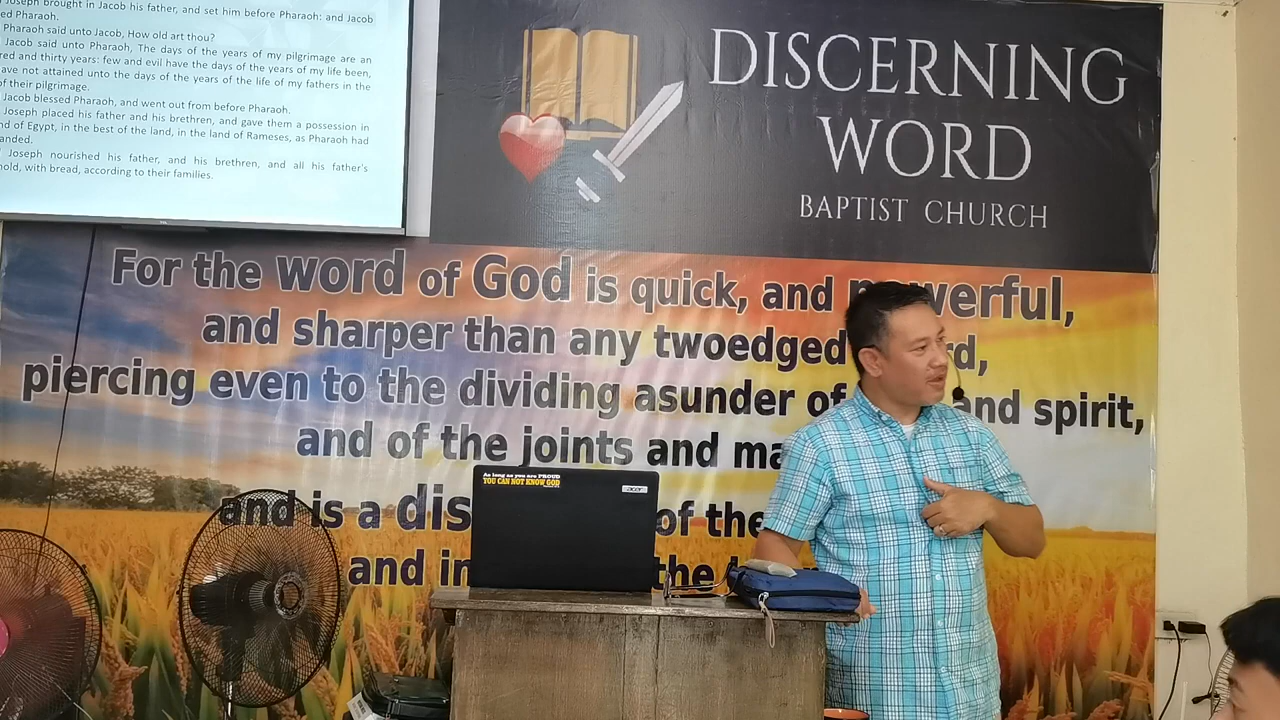 Joseph brought in Jacob his father, and set him before Pharaoh: and Jacob
ed Pharaoh.
Pharaoh said unto Jacob, How old art thou?
Jacob said unto Pharaoh, The days of the years of my pilgrimage are an
red and thirty years: few and evil have the days of the years of my life been,
ave not attained unto the days of the years of the life of my fathers in the
of their pilgrimage.
Jacob blessed Pharaoh, and went out from before Pharaoh.
Joseph placed his father and his brethren, and gave them a possession in
nd of Egypt, in the best of the land, in the land of Rameses, as Pharaoh had
anded.
Joseph nourished his father, and his brethren, and all his father's
hold, with bread, according to their families.
DISCERNING
WORD
BAPTIST CHURCH
For the word of God is quick, and p werful,
and sharper than any twoedged rd,
piercing even to the dividing asunder of and spirit,
and of the joints and ma
and is a dis of the
and in the
As long as you are PROUD
YOU CAN NOT KNOW GOD
acer